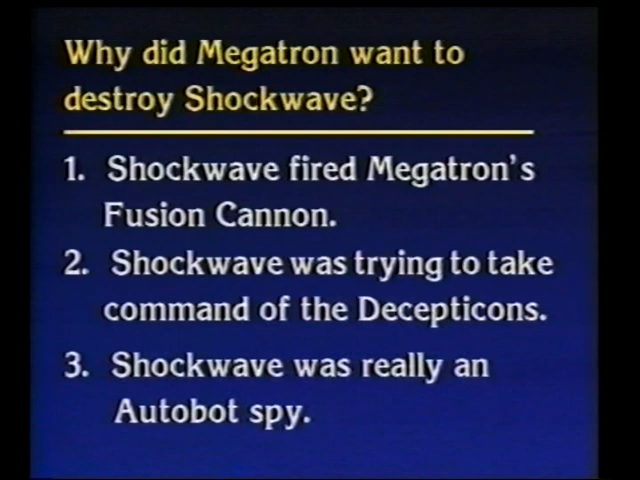 Why did Megatron want to
destroy Shockwave?
1. Shockwave fired Megatron's
Fusion Cannon.
2. Shockwave was trying to take
command of the Decepticons.
3. Shockwave was really an
Autobot spy.